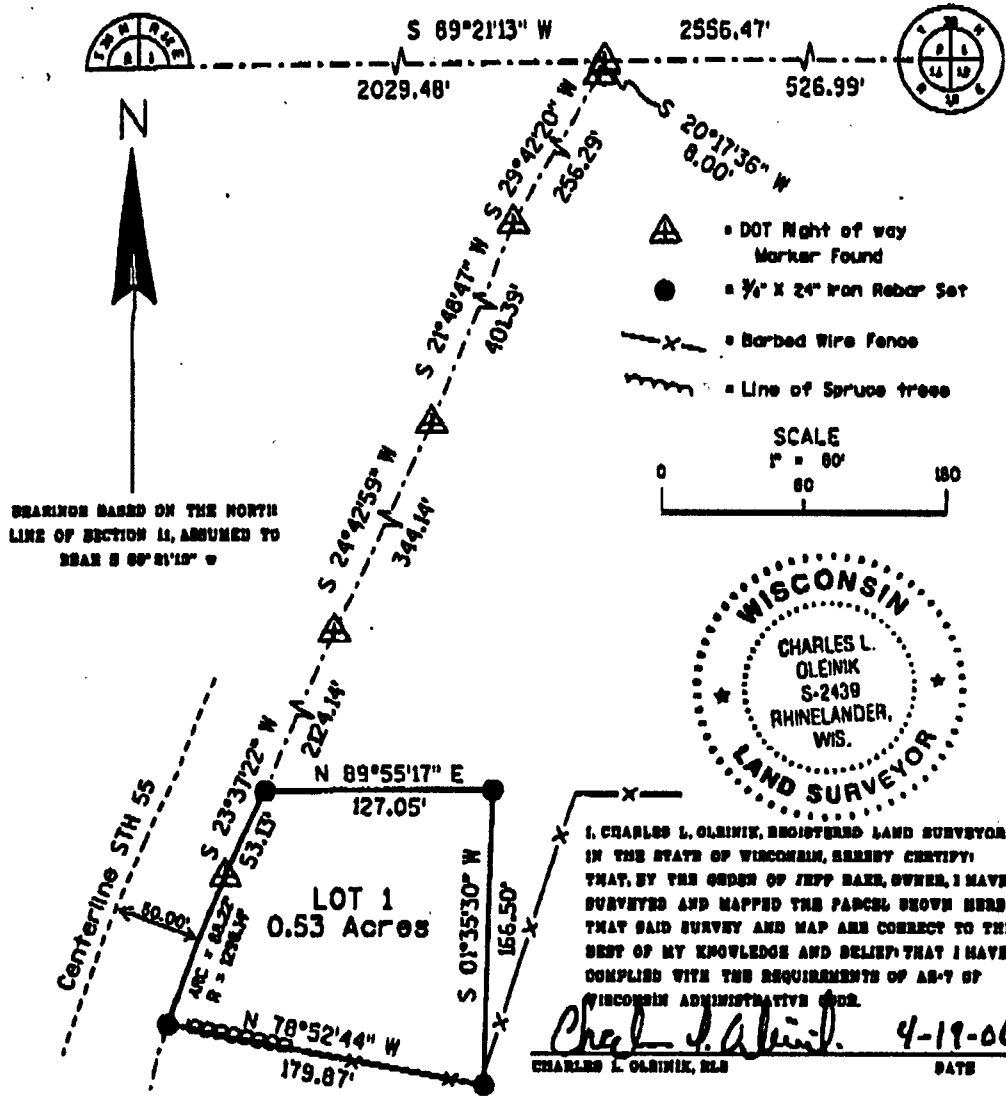 S 89°21'13" W
2556.47'
2029.48'
526.99'
N
S 20°17'36" W
8.00'
S 29°42'20" W
256.29'
= DOT Right of way
Marker Found
X 24" Iron Rebar Set
= Barbed Wire Fence
= Line of Spruce trees
S 21°48'47" W
401.39'
SCALE
0
60
180
S 24°42'59" W
344.14'
BEARINGS BASED ON THE NORTH
LINE OF SECTION 11, ASSUMED TO
BEAR S 89°21'13" W
WISCONSIN
CHARLES L.
OLEINIK
S-2439
RHINELANDER,
WIS.
LAND SURVEYOR
2124.14'
S 23°37'22" W
53.13'
N 89°55'17" E
127.05'
Centerline STH 55
50.00'
ARC = 88.22'
LOT 1
0.53 Acres
S 01°35'30" W
166.50'
N 78°52'44" W
179.87'
I, CHARLES L. OLEINIK, REGISTERED LAND SURVEYOR
IN THE STATE OF WISCONSIN, HEREBY CERTIFY:
THAT, BY THE ORDER OF JEFF OWNER, I HAVE
SURVEYED AND MAPPED THE PARCEL SHOWN HERE
THAT SAID SURVEY AND MAP ARE CORRECT TO THE
BEST OF MY KNOWLEDGE AND BELIEF: THAT I HAVE
COMPLIED WITH THE REQUIREMENTS OF AE-7 OF
WISCONSIN ADMINISTRATIVE CODE.
4-19-06
CHARLES L. OLEINIK, RLS
DATE